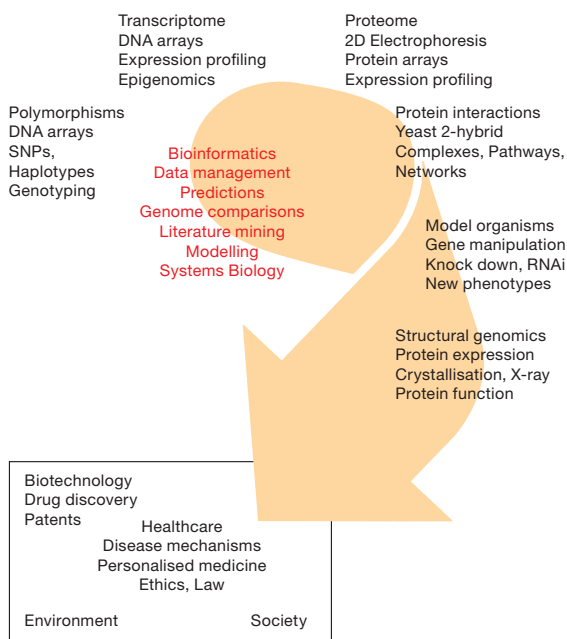 Transcriptome
DNA arrays
Expression profiling
Epigenomics
Proteome
2D Electrophoresis
Protein arrays
Expression profiling
Polymorphisms
DNA arrays
SNPs,
Haplotypes
Genotyping
Bioinformatics
Data management
Predictions
Genome comparisons
Literature mining
Modelling
Systems Biology
Protein interactions
Yeast 2-hybrid
Complexes, Pathways,
Networks
Model organisms
Gene manipulation
Knock down, RNAi
New phenotypes
Structural genomics
Protein expression
Crystallisation, X-ray
Protein function
Biotechnology
Drug discovery
Patents
Healthcare
Disease mechanisms
Personalised medicine
Ethics, Law
Environment
Society